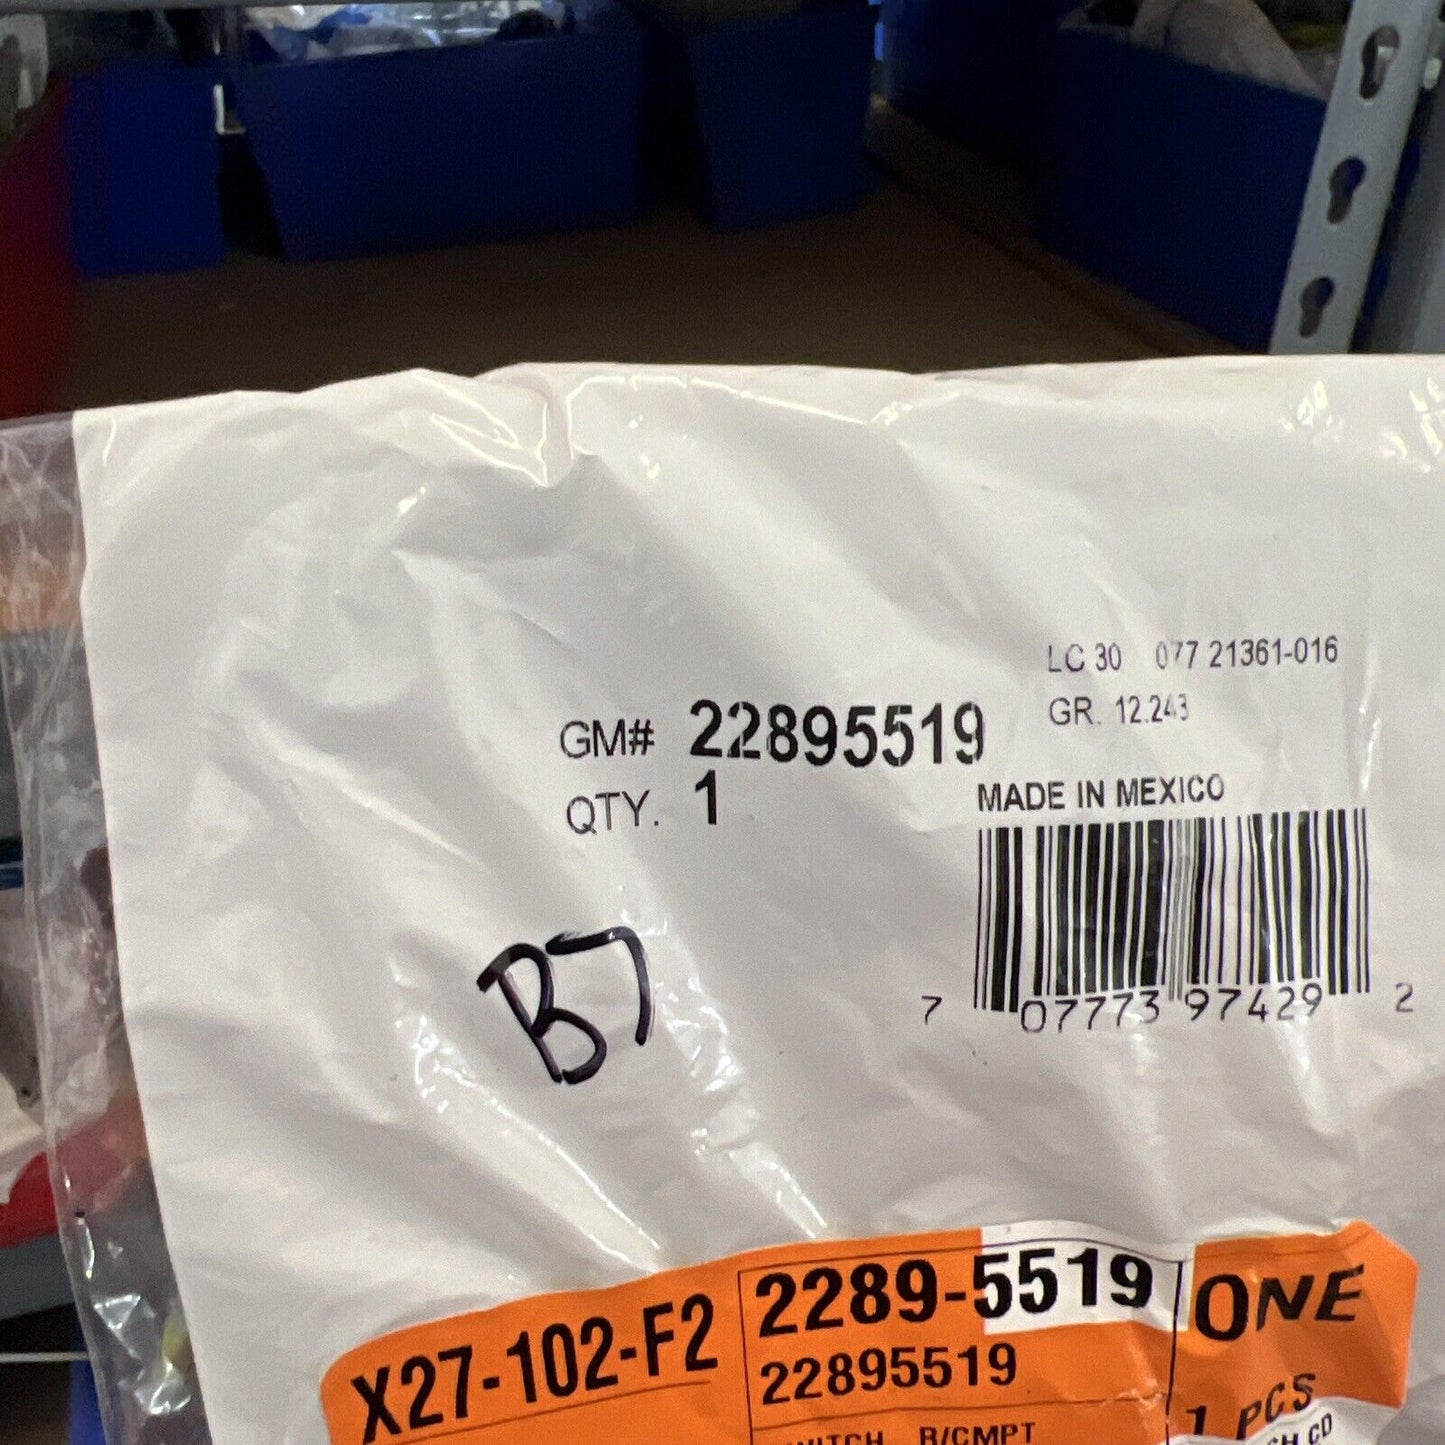 LC 30 077 21361-016
GR. 12.243
GM# 22895519
QTY. 1
MADE IN MEXICO
7 07773 97429 2
B7
X27-102-F2
2289-5519
22895519
ONE
1 PCS
R/CMPT